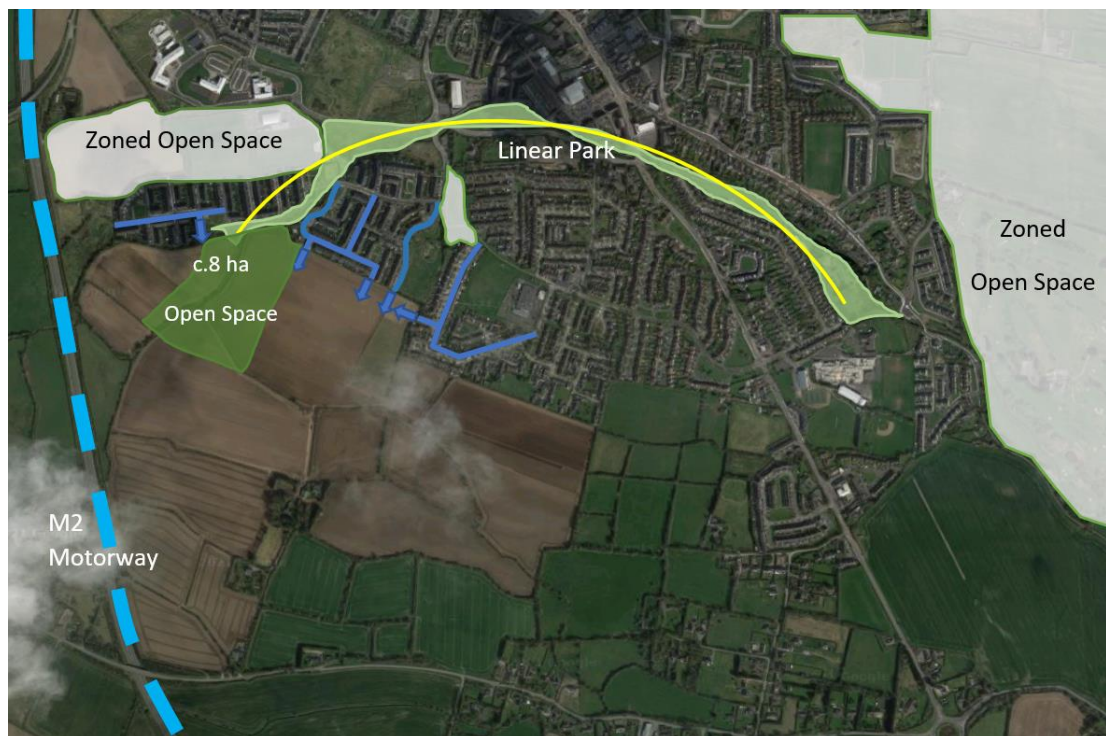 Zoned Open Space
Linear Park
c.8 ha
Open Space
Zoned
Open Space
M2
Motorway